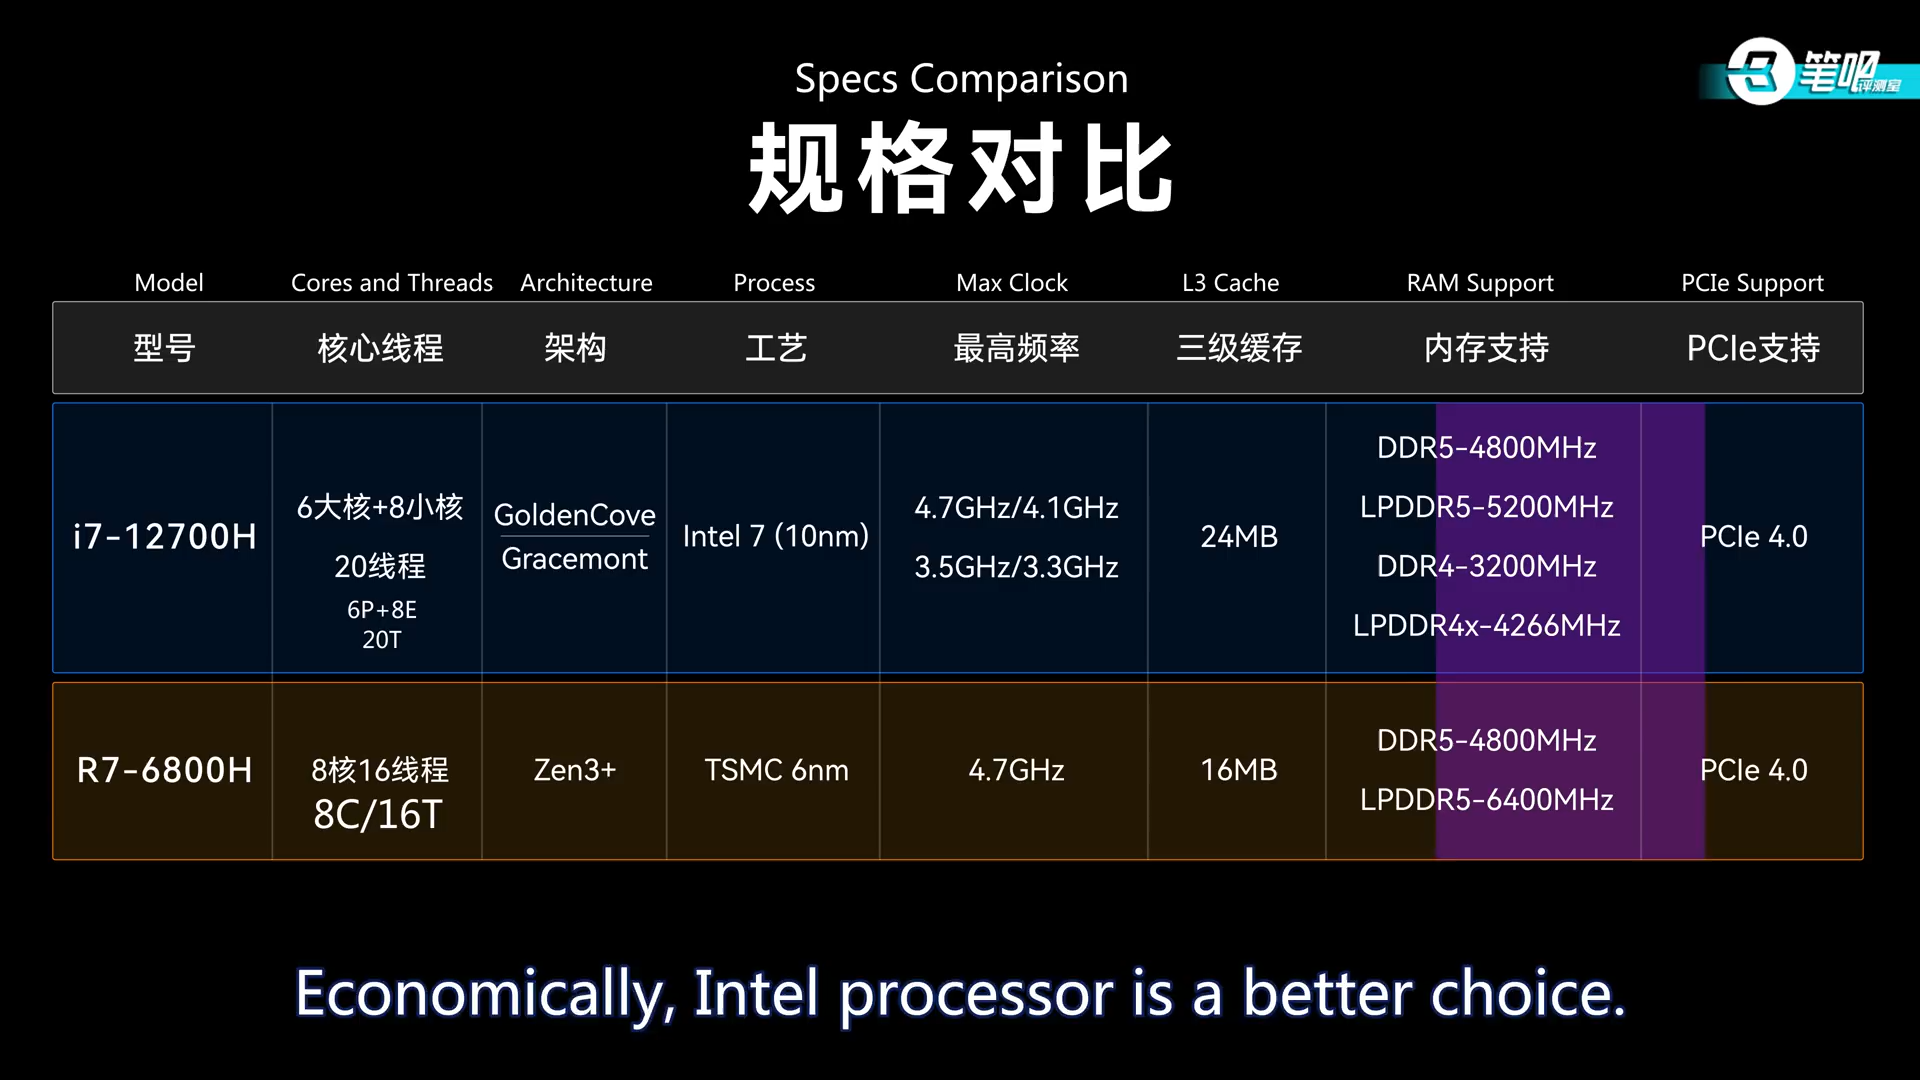 Specs Comparison
规格对比
笔吧评测室
Model Cores and Threads Architecture Process Max Clock L3 Cache RAM Support PCIe Support
型号 核心线程 架构 工艺 最高频率 三级缓存 内存支持 PCIe支持
i7-12700H
6大核+8小核
20线程
6P+8E
20T
GoldenCove
Gracemont
Intel 7 (10nm)
4.7GHz/4.1GHz
3.5GHz/3.3GHz
24MB
DDR5-4800MHz
LPDDR5-5200MHz
DDR4-3200MHz
LPDDR4x-4266MHz
PCIe 4.0
R7-6800H
8核16线程
8C/16T
Zen3+
TSMC 6nm
4.7GHz
16MB
DDR5-4800MHz
LPDDR5-6400MHz
PCIe 4.0
Economically, Intel processor is a better choice.